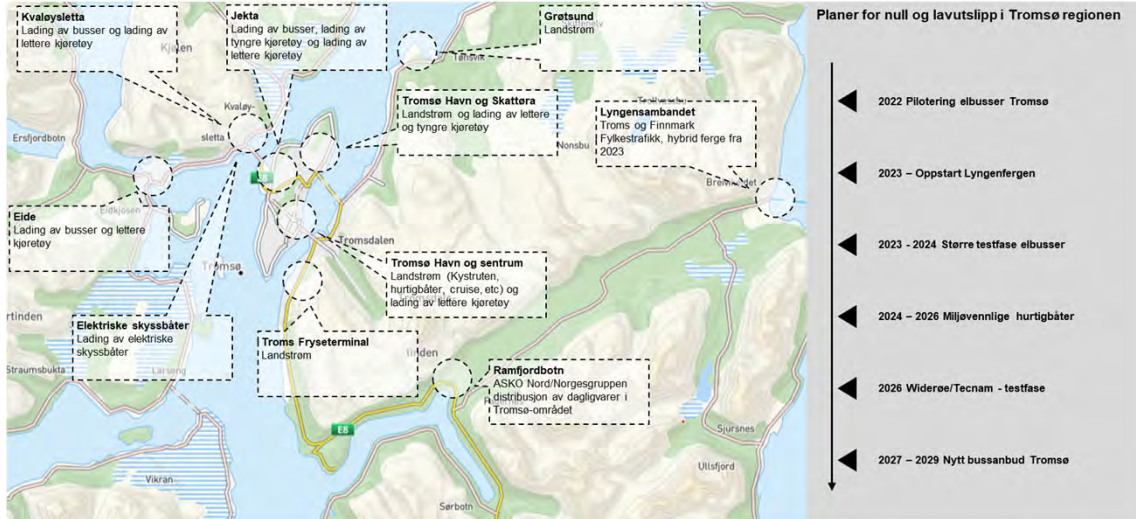 Kvaløysletta
Lading av busser og lading av
lettere kjøretøy
Jekta
Lading av busser, lading av
tyngre kjøretøy og lading av
lettere kjøretøy
Grøtsund
Landstrøm
Tønsvik
Kvaløy-
sletta
Ersfjordbotn
Tromsø Havn og Skattøra
Landstrøm og lading av lettere
og tyngre kjøretøy
Nonsbu
Lyngensambandet
Troms og Finnmark
Fylkestrafikk, hybrid ferge fra
2023
Eidkjosen
Eide
Lading av busser og lettere
kjøretøy
Tromsdalen
Tromsø
Tromsø Havn og sentrum
Landstrøm (Kystruten,
hurtigbåter, cruise, etc) og
lading av lettere kjøretøy
Elektriske skyssbåter
Lading av elektriske
skyssbåter
Straumsbukta
Larseng
Troms Fryseterminal
Landstrøm
Ramfjordbotn
ASKO Nord/Norgesgruppen
distribusjon av dagligvarer i
Tromsø-området
E8
Sjursnes
Ullsfjord
Vikran
Sørbotn
Planer for null og lavutslipp i Tromsø regionen
2022 Pilotering elbusser Tromsø
2023 – Oppstart Lyngenfergen
2023 - 2024 Større testfase elbusser
2024 – 2026 Miljøvennlige hurtigbåter
2026 Widerøe/Tecnam - testfase
2027 – 2029 Nytt bussanbud Tromsø